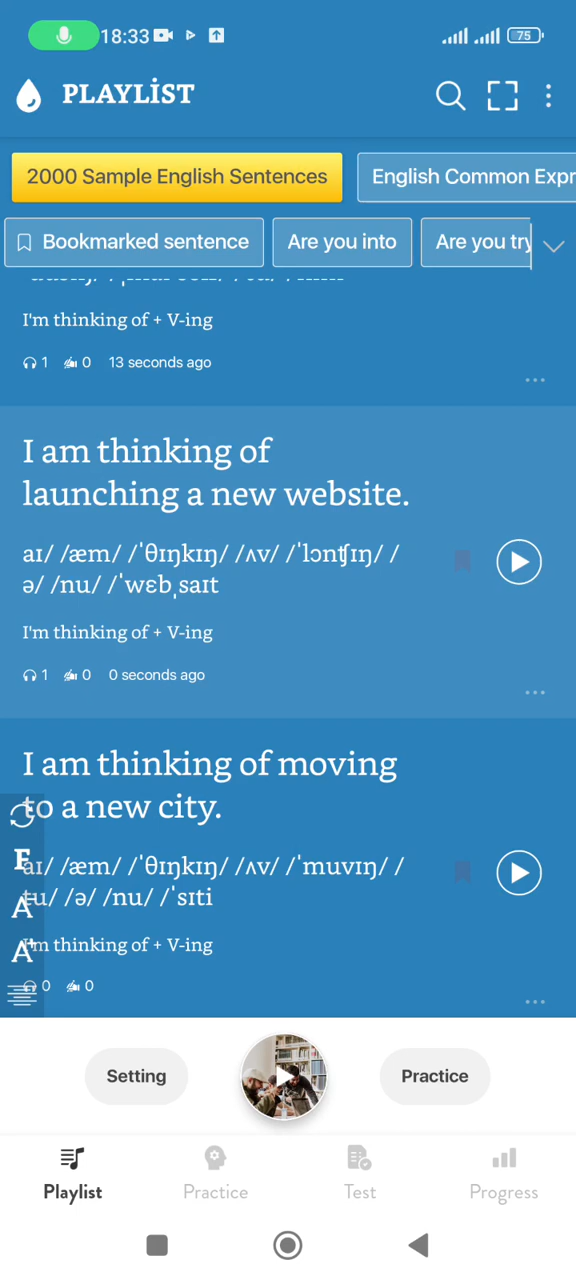 18:33
75
PLAYLİST
2000 Sample English Sentences
English Common Expr
Bookmarked sentence
Are you into
Are you try
I'm thinking of + V-ing
1 0 13 seconds ago
I am thinking of
launching a new website.
aɪ/ /æm/ /ˈθɪŋkɪŋ/ /ʌv/ /ˈlɔnʧɪŋ/ /
ə/ /nu/ /ˈwɛbˌsaɪt
I'm thinking of + V-ing
1 0 0 seconds ago
I am thinking of moving
to a new city.
aɪ/ /æm/ /ˈθɪŋkɪŋ/ /ʌv/ /ˈmuvɪŋ/ /
tu/ /ə/ /nu/ /ˈsɪti
I'm thinking of + V-ing
0 0
F
A
A
Setting
Practice
Playlist
Practice
Test
Progress